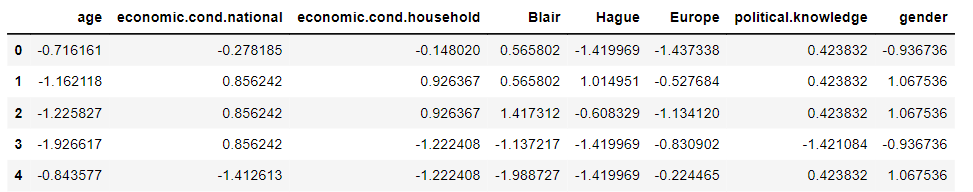 age economic.cond.national economic.cond.household Blair Hague Europe political.knowledge gender
0 -0.716161 -0.278185 -0.148020 0.565802 -1.419969 -1.437338 0.423832 -0.936736
1 -1.162118 0.856242 0.926367 0.565802 1.014951 -0.527684 0.423832 1.067536
2 -1.225827 0.856242 0.926367 1.417312 -0.608329 -1.134120 0.423832 1.067536
3 -1.926617 0.856242 -1.222408 -1.137217 -1.419969 -0.830902 -1.421084 -0.936736
4 -0.843577 -1.412613 -1.222408 -1.988727 -1.419969 -0.224465 0.423832 1.067536